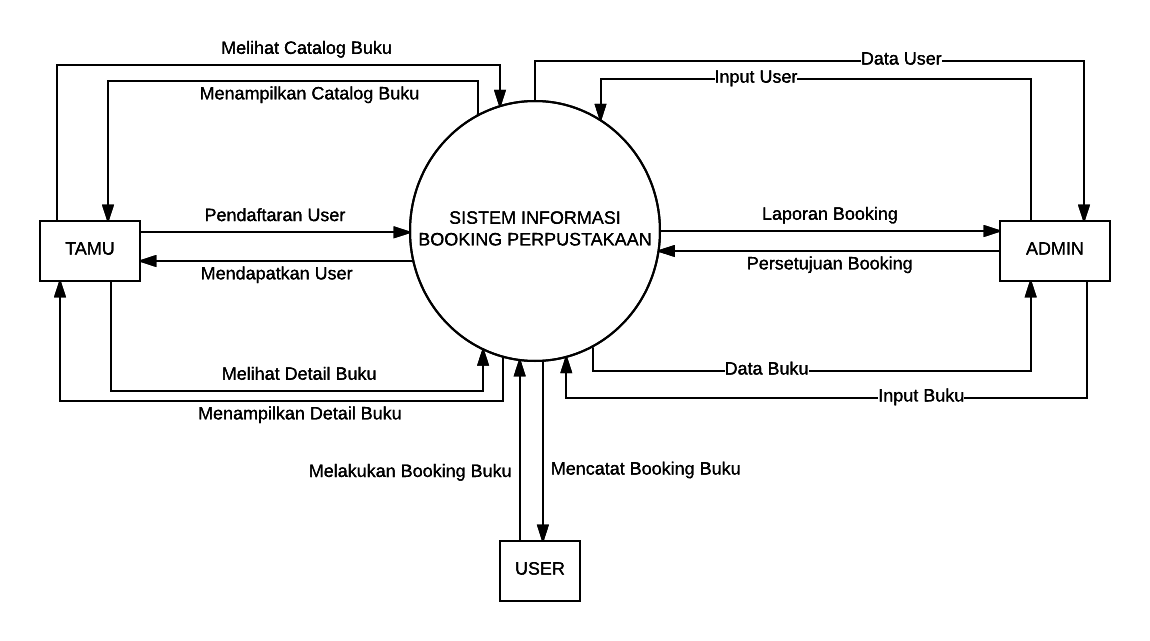 Melihat Catalog Buku
Data User
Input User
Menampilkan Catalog Buku
Pendaftaran User
SISTEM INFORMASI
BOOKING PERPUSTAKAAN
Laporan Booking
TAMU
ADMIN
Mendapatkan User
Persetujuan Booking
Melihat Detail Buku
Data Buku
Input Buku
Menampilkan Detail Buku
Melakukan Booking Buku
Mencatat Booking Buku
USER